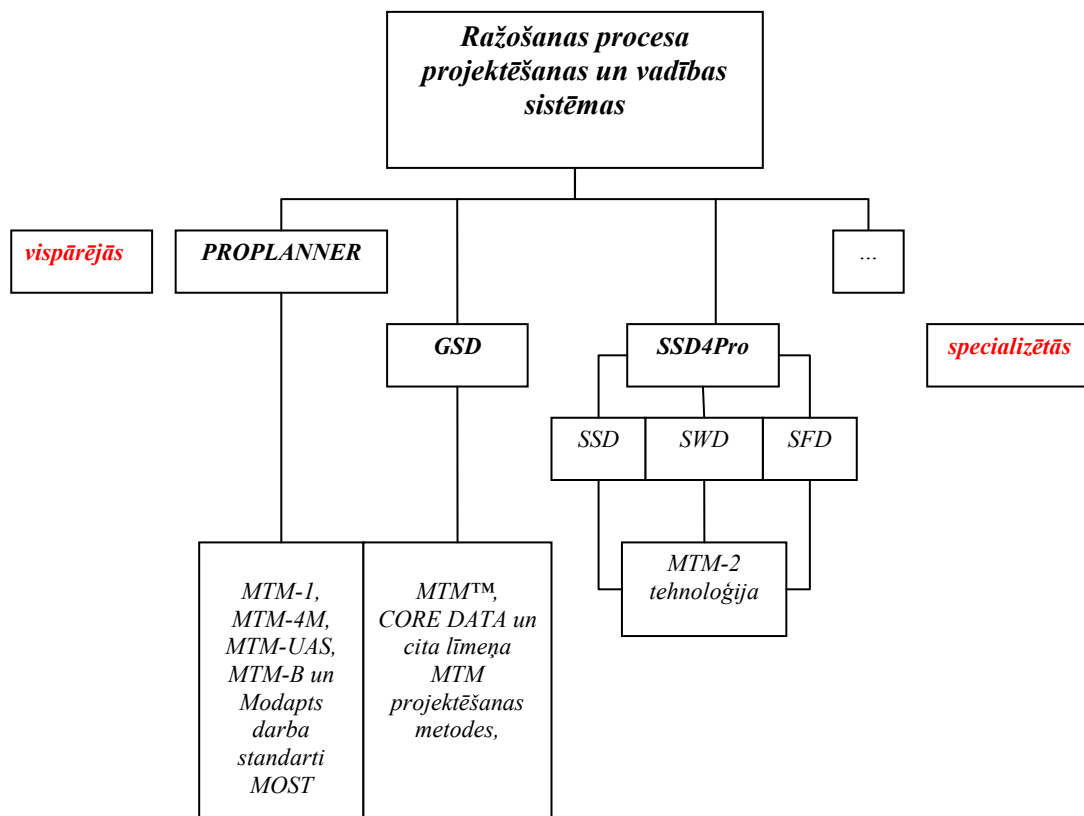 Ražošanas procesa
projektēšanas un vadības
sistēmas
vispārējās
PROPLANNER
...
GSD
SSD4Pro
specializētās
SSD
SWD
SFD
MTM-1,
MTM-4M,
MTM-UAS,
MTM-B un
Modapts
darba
standarti
MOST
MTM™,
CORE DATA un
cita līmeņa
MTM
projektēšanas
metodes,
MTM-2
tehnoloģija